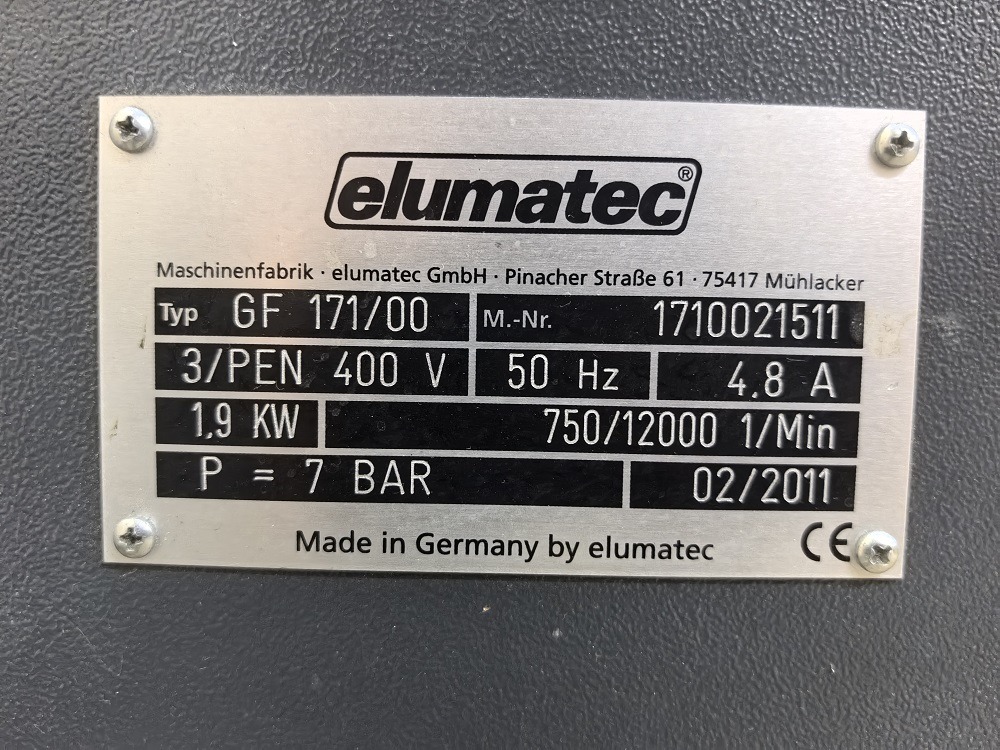 elumatec®
Maschinenfabrik · elumatec GmbH · Pinacher Straße 61 · 75417 Mühlacker
Typ GF 171/00 M.-Nr. 1710021511
3/PEN 400 V 50 Hz 4.8 A
1.9 KW 750/12000 1/Min
P = 7 BAR 02/2011
Made in Germany by elumatec CE